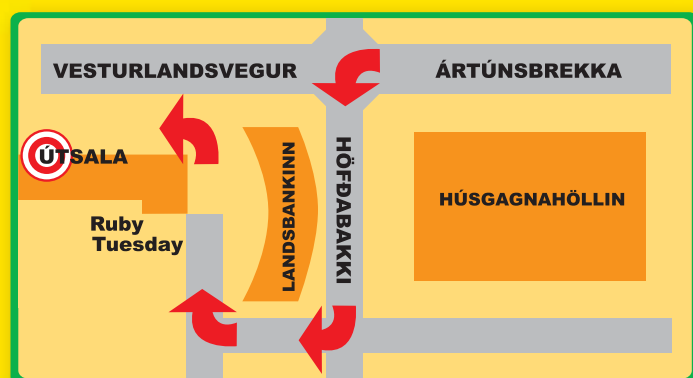 VESTURLANDSVEGUR
ÁRTÚNSBREKKA
ÚTSALA
Ruby
Tuesday
LANDSBANKINN
HÖFÐABAKKI
HÚSGAGNAHÖLLIN